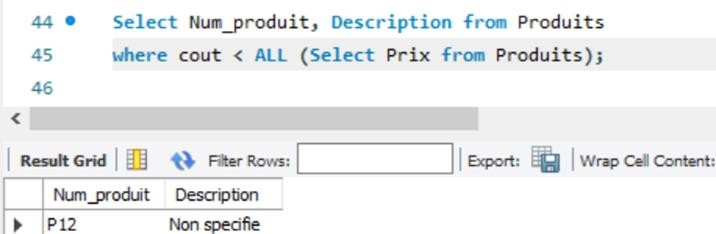 44 Select Num_produit, Description from Produits
45 where cout < ALL (Select Prix from Produits);
46
Result Grid Filter Rows: Export: Wrap Cell Content:
Num_produit Description
P12 Non specifie